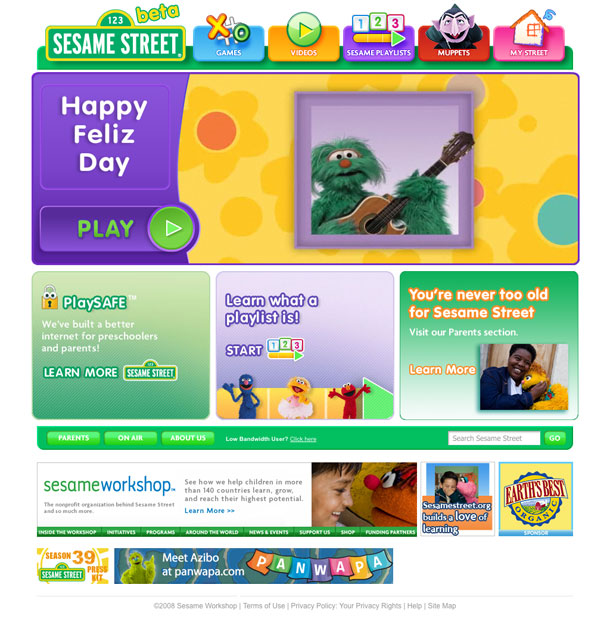 123
beta
SESAME STREET
GAMES
VIDEOS
1 2 3
SESAME PLAYLISTS
MUPPETS
MY STREET
Happy
Feliz
Day
PLAY
PlaySAFE™
We've built a better
internet for preschoolers
and parents!
LEARN MORE
SESAME STREET
Learn what a
playlist is!
START
1 2 3
You're never too old
for Sesame Street
Visit our Parents section.
Learn More
PARENTS
ON AIR
ABOUT US
Low Bandwidth User? Click here
Search Sesame Street
GO
sesameworkshop™
The nonprofit organization behind Sesame Street
and so much more.
See how we help children in more
than 140 countries learn, grow,
and reach their highest potential.
Learn More >>
INSIDE THE WORKSHOP
INITIATIVES
PROGRAMS
AROUND THE WORLD
NEWS & EVENTS
SUPPORT US
SHOP
FUNDING PARTNERS
Sesamestreet.org
builds a love of
learning
EARTH'S BEST
ORGANIC
SPONSOR
SEASON 39
SESAME STREET
PRESS
KIT
Meet Azibo
at panwapa.com
PANWAPA
©2008 Sesame Workshop | Terms of Use | Privacy Policy: Your Privacy Rights | Help | Site Map